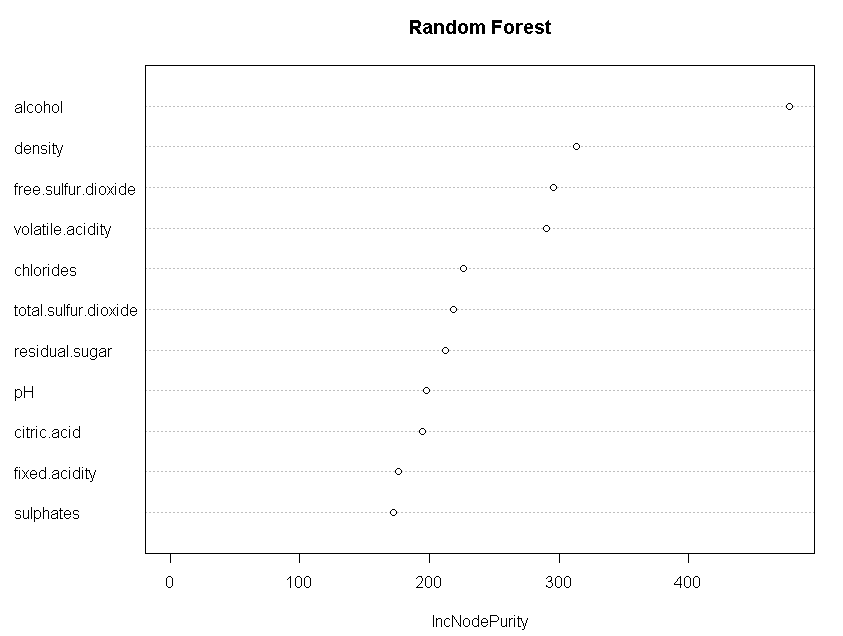 Random Forest
alcohol
density
free.sulfur.dioxide
volatile.acidity
chlorides
total.sulfur.dioxide
residual.sugar
pH
citric.acid
fixed.acidity
sulphates
0 100 200 300 400
IncNodePurity